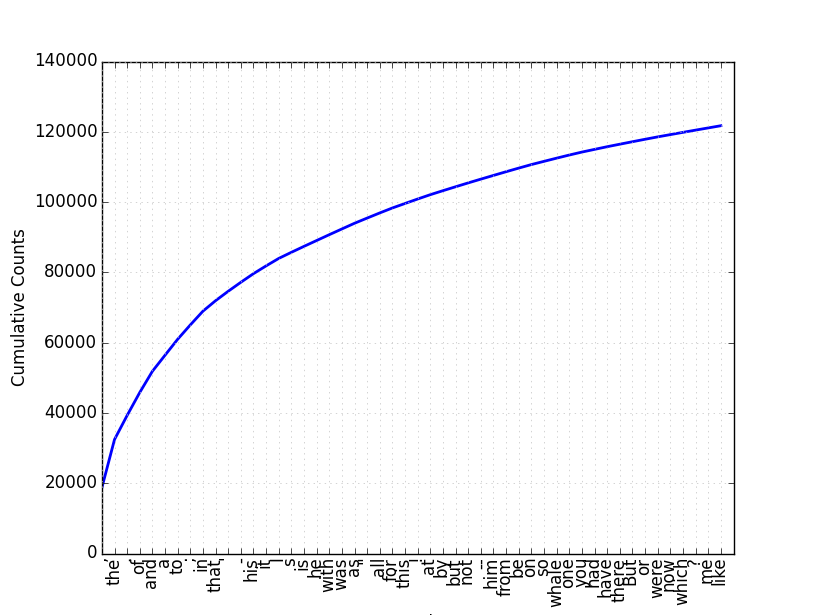 140000
120000
100000
80000
60000
40000
20000
0
Cumulative Counts
,
the
.
of
and
a
to
;
in
that
'
-
his
it
I
s
is
he
with
was
as
"
all
for
this
!
at
by
but
not
--
him
from
be
on
so
whale
one
you
had
have
there
But
or
were
now
which
?
me
like